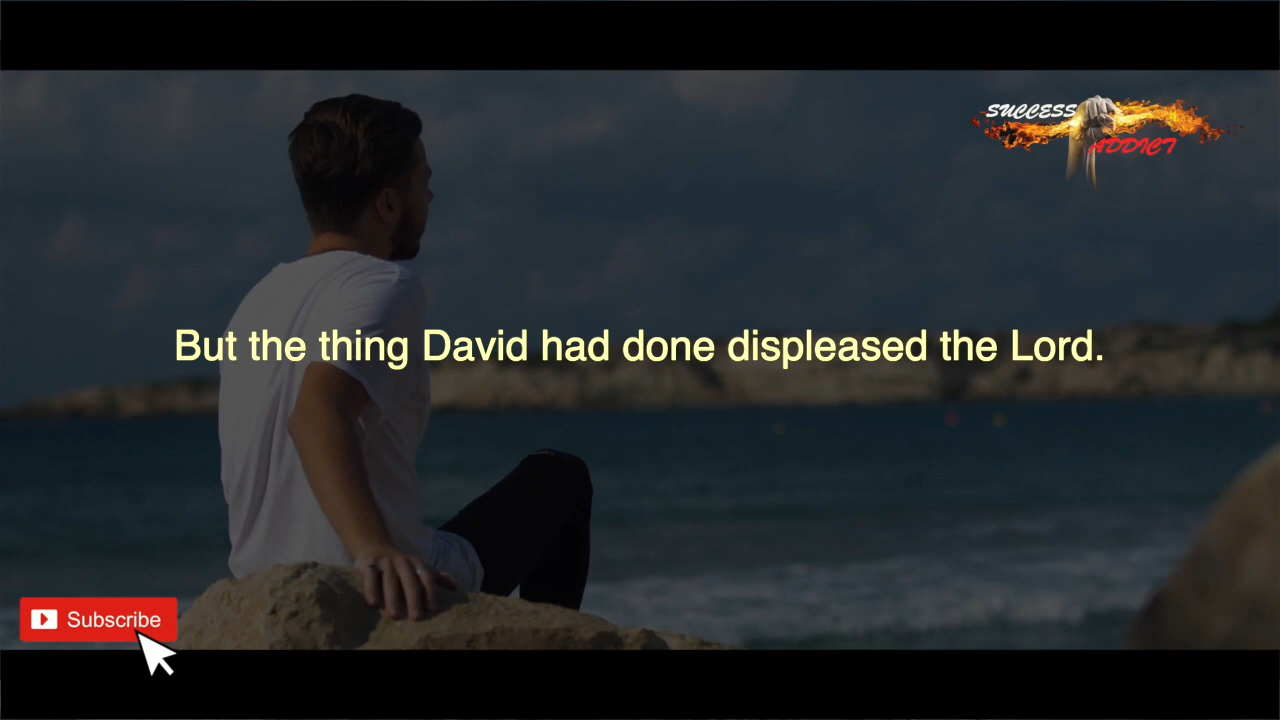 SUCCESS
ADDICT
But the thing David had done displeased the Lord.
Subscribe